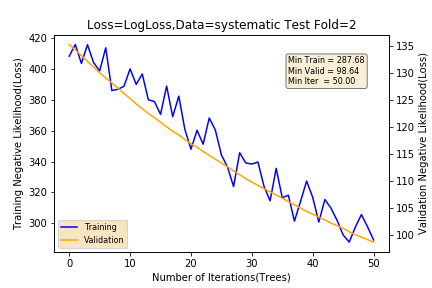 Loss=LogLoss,Data=systematic Test Fold=2
Training Negative Likelihood(Loss)
420
400
380
360
340
320
300
Min Train = 287.68
Min Valid = 98.64
Min Iter = 50.00
Training
Validation
135
130
125
120
115
110
105
100
Validation Negative Likelihood(Loss)
0
10
20
30
40
50
Number of Iterations(Trees)